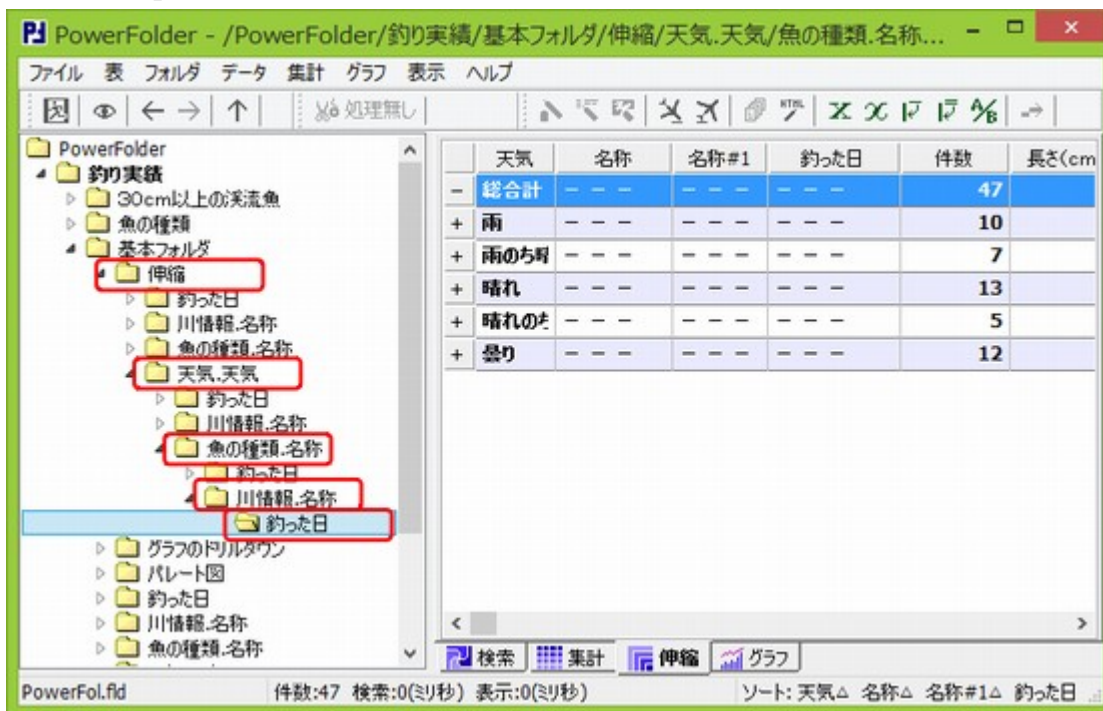 PowerFolder - /PowerFolder/釣り実績/基本フォルダ/伸縮/天気.天気/魚の種類.名称...
ファイル 表 フォルダ データ 集計 グラフ 表示 ヘルプ
処理無し
PowerFolder
釣り実績
30cm以上の渓流魚
魚の種類
基本フォルダ
伸縮
釣った日
川情報.名称
魚の種類.名称
天気.天気
釣った日
川情報.名称
魚の種類.名称
釣った日
川情報.名称
釣った日
グラフのドリルダウン
パレート図
釣った日
川情報.名称
魚の種類.名称
天気 名称 名称#1 釣った日 件数 長さ(cm
− 総合計 − − − − − − − − − 47
+ 雨 − − − − − − − − − 10
+ 雨のち晴 − − − − − − − − − 7
+ 晴れ − − − − − − − − − 13
+ 晴れのち − − − − − − − − − 5
+ 曇り − − − − − − − − − 12
検索 集計 伸縮 グラフ
PowerFol.fld 件数:47 検索:0(ミリ秒) 表示:0(ミリ秒) ソート: 天気△ 名称△ 名称#1△ 釣った日